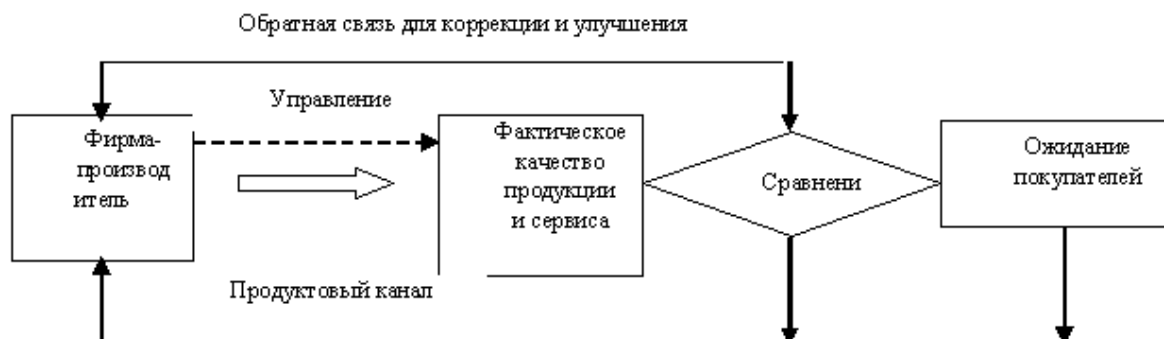 Обратная связь для коррекции и улучшения
Управление
Фирма-
производ
итель
Фактическое
качество
продукции
и сервиса
Сравнени
Ожидание
покупателей
Продуктовый канал